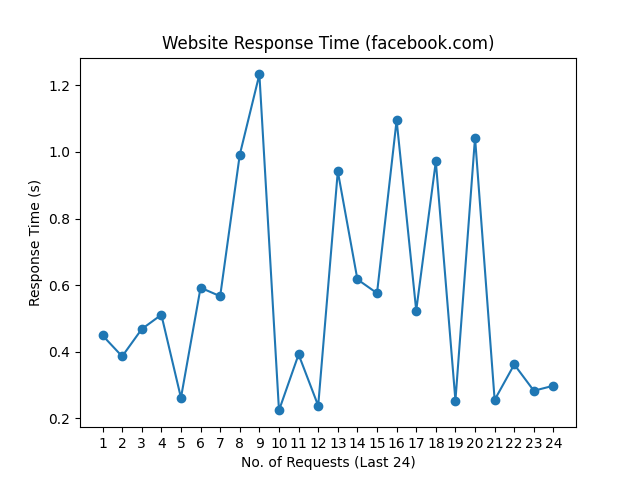 Website Response Time (facebook.com)
1.2
1.0
0.8
0.6
0.4
0.2
Response Time (s)
1 2 3 4 5 6 7 8 9 10 11 12 13 14 15 16 17 18 19 20 21 22 23 24
No. of Requests (Last 24)